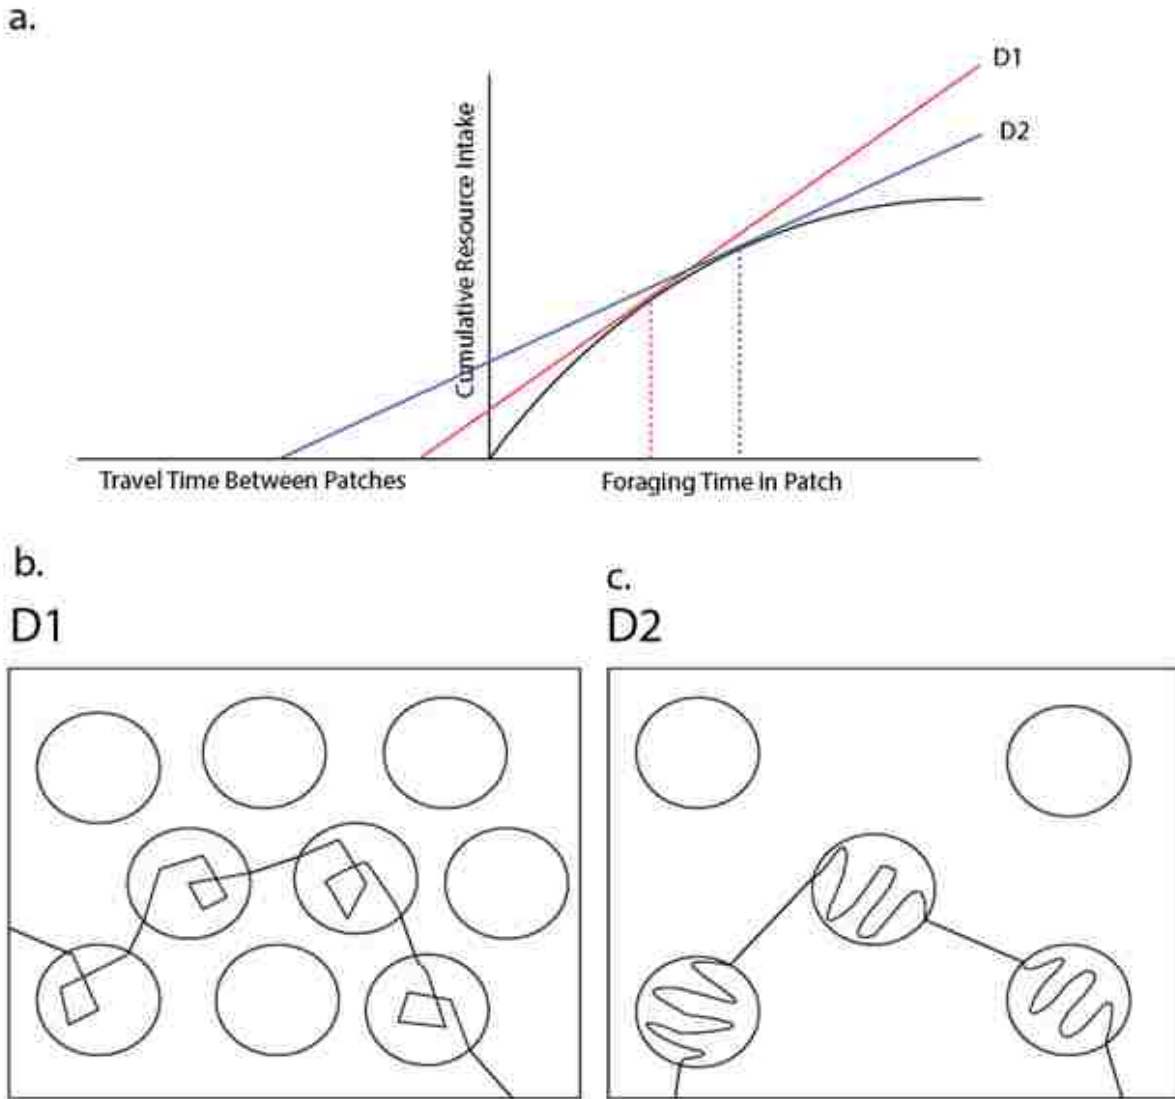 a.
D1
D2
Cumulative Resource Intake
Travel Time Between Patches
Foraging Time in Patch
b.
D1
c.
D2